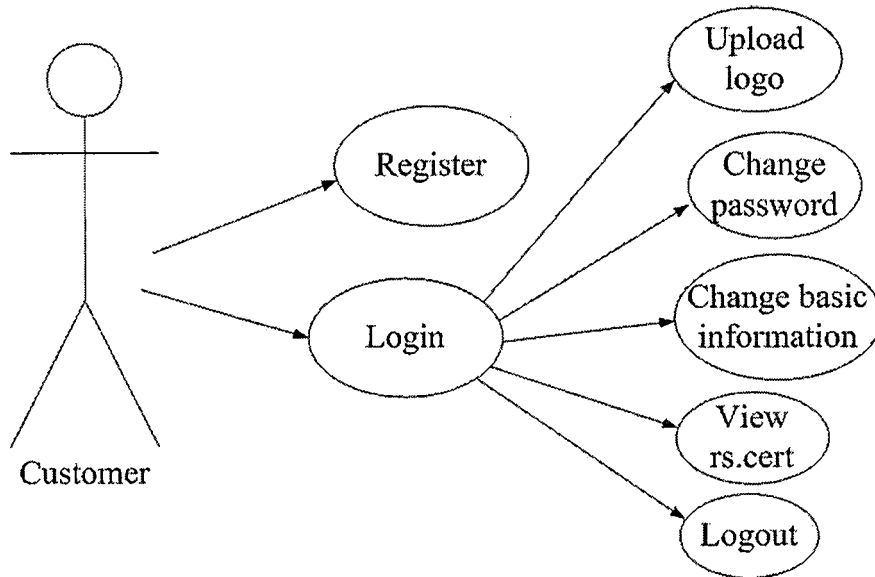 Upload
logo
Register
Change
password
Login
Change basic
information
View
rs.cert
Customer
Logout